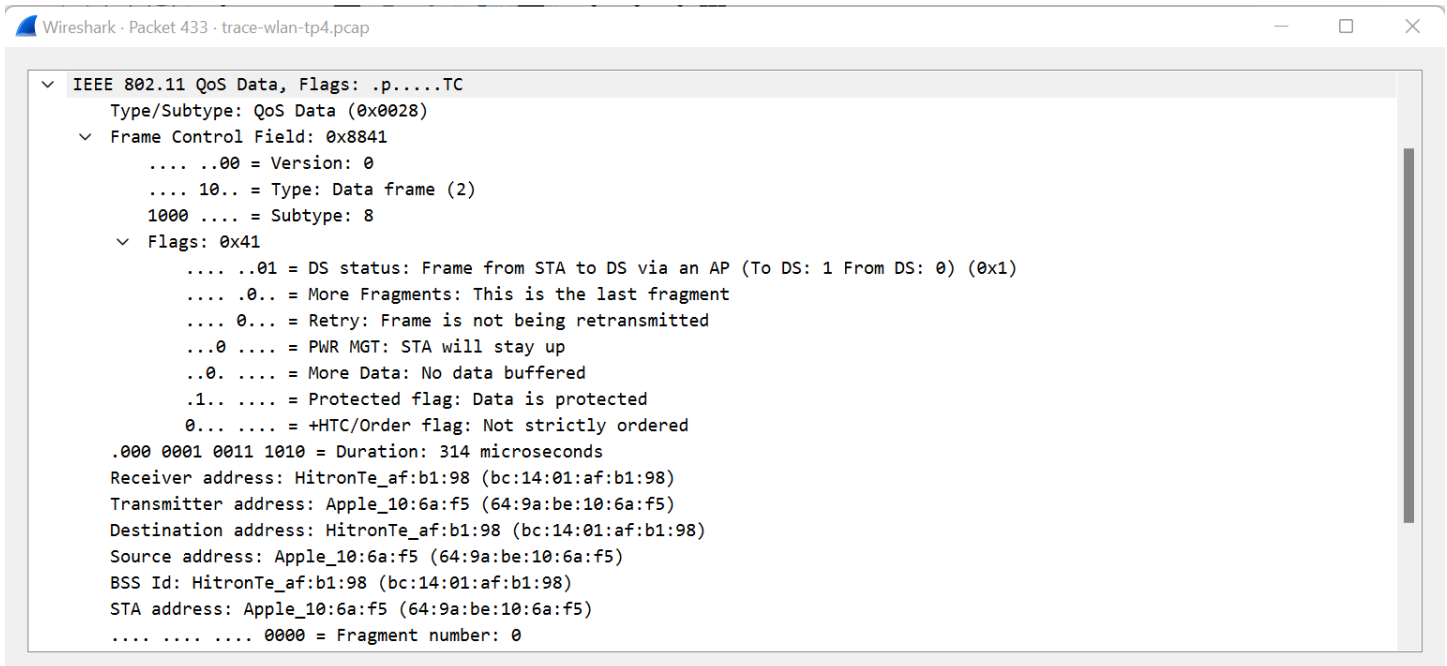 Wireshark · Packet 433 · trace-wlan-tp4.pcap
IEEE 802.11 QoS Data, Flags: .p.....TC
Type/Subtype: QoS Data (0x0028)
Frame Control Field: 0x8841
.... ..00 = Version: 0
.... 10.. = Type: Data frame (2)
1000 .... = Subtype: 8
Flags: 0x41
.... ..01 = DS status: Frame from STA to DS via an AP (To DS: 1 From DS: 0) (0x1)
.... .0.. = More Fragments: This is the last fragment
.... 0... = Retry: Frame is not being retransmitted
...0 .... = PWR MGT: STA will stay up
..0. .... = More Data: No data buffered
.1.. .... = Protected flag: Data is protected
0... .... = +HTC/Order flag: Not strictly ordered
.000 0001 0011 1010 = Duration: 314 microseconds
Receiver address: HitronTe_af:b1:98 (bc:14:01:af:b1:98)
Transmitter address: Apple_10:6a:f5 (64:9a:be:10:6a:f5)
Destination address: HitronTe_af:b1:98 (bc:14:01:af:b1:98)
Source address: Apple_10:6a:f5 (64:9a:be:10:6a:f5)
BSS Id: HitronTe_af:b1:98 (bc:14:01:af:b1:98)
STA address: Apple_10:6a:f5 (64:9a:be:10:6a:f5)
.... .... .... 0000 = Fragment number: 0